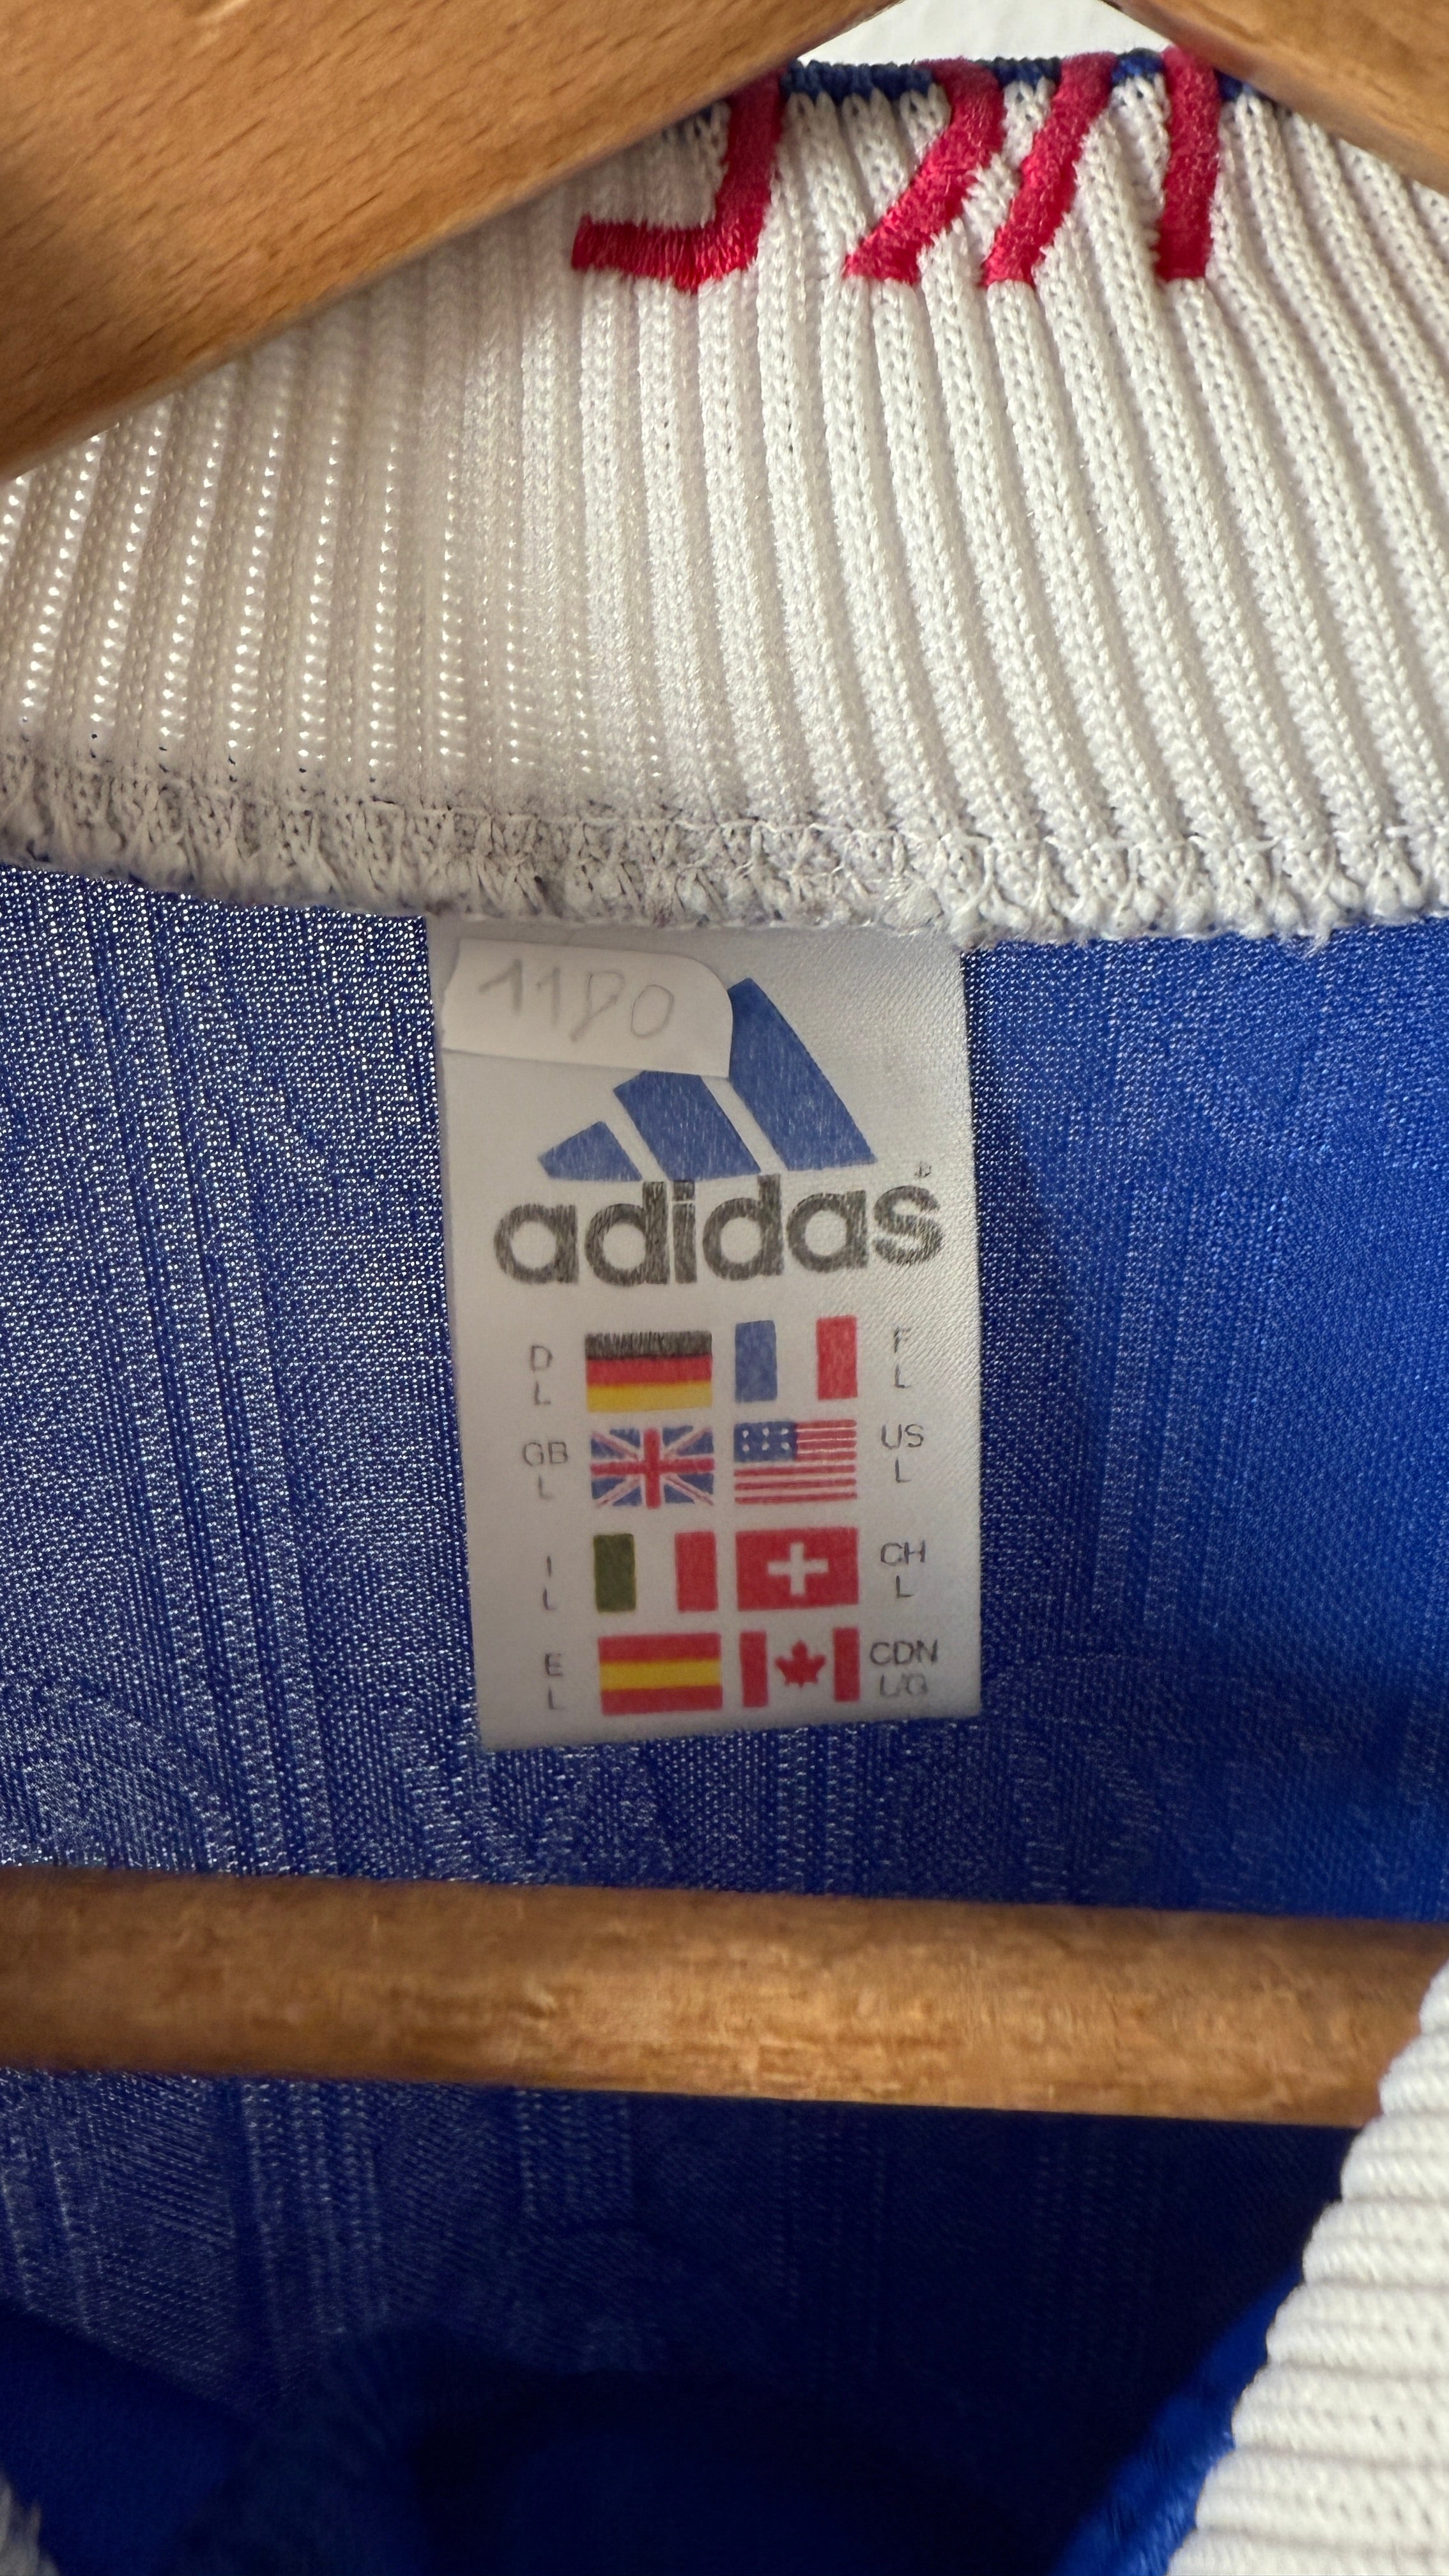 1180
adidas
D F
L L
GB US
L L
I CH
L L
E CDN
L L/G